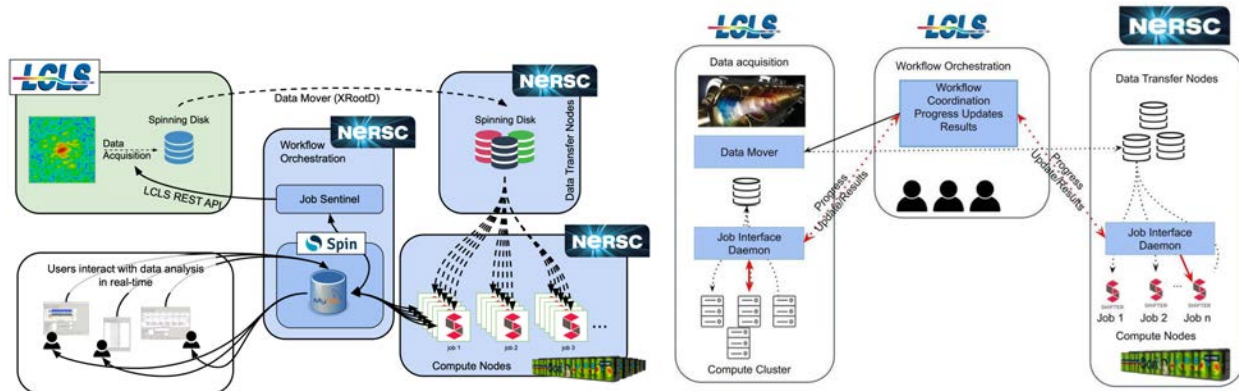 LCLS
Data
Acquisition
Spinning Disk
Data Mover (XRootD)
NERSC
Spinning Disk
Data Transfer Nodes
NERSC
Workflow
Orchestration
LCLS REST API
Job Sentinel
Spin
MySQL
Users interact with data analysis
in real-time
NERSC
job 1
job 2
job 3
...
Compute Nodes
LCLS
Data acquisition
Data Mover
Job Interface
Daemon
Compute Cluster
LCLS
Workflow Orchestration
Workflow
Coordination
Progress Updates
Results
Progress
Update/Results
Progress
Update/Results
NERSC
Data Transfer Nodes
Job Interface
Daemon
...
SHIFTER
SHIFTER
SHIFTER
Job 1
Job 2
Job n
Compute Nodes